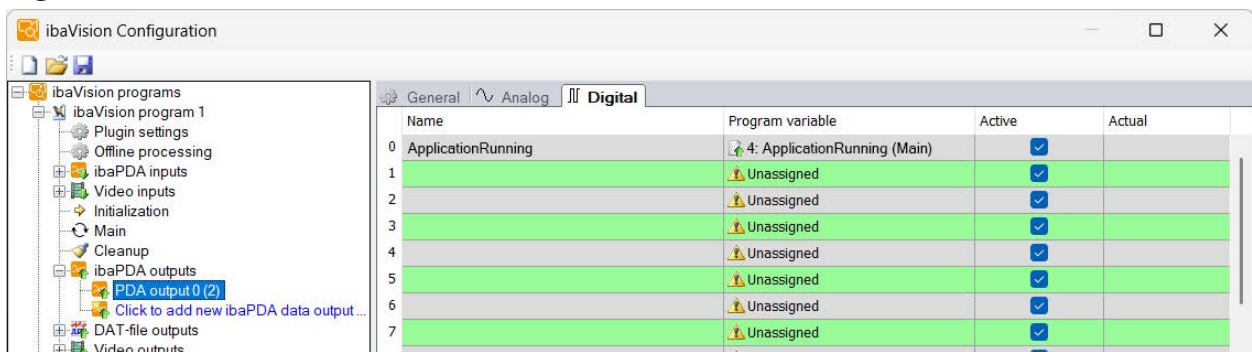 ibaVision Configuration
ibaVision programs
ibaVision program 1
Plugin settings
Offline processing
ibaPDA inputs
Video inputs
Initialization
Main
Cleanup
ibaPDA outputs
PDA output 0 (2)
Click to add new ibaPDA data output ...
DAT-file outputs
Video outputs
General Analog Digital
Name Program variable Active Actual
0 ApplicationRunning 4: ApplicationRunning (Main)
1 Unassigned
2 Unassigned
3 Unassigned
4 Unassigned
5 Unassigned
6 Unassigned
7 Unassigned